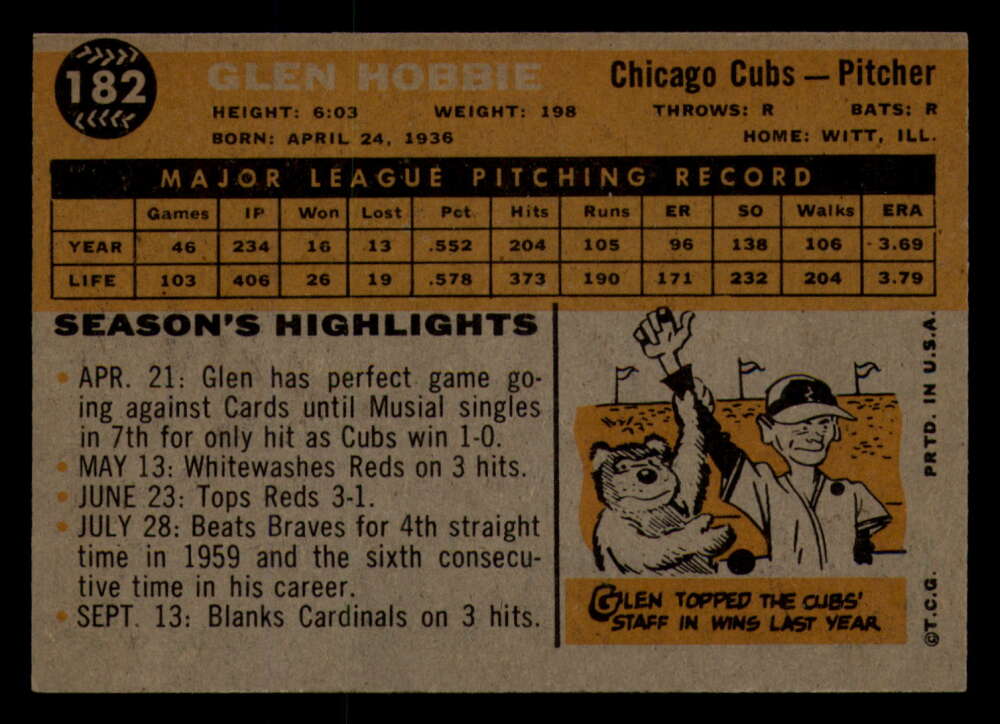 182
GLEN HOBBIE
Chicago Cubs — Pitcher
HEIGHT: 6:03 WEIGHT: 198 THROWS: R BATS: R
BORN: APRIL 24, 1936 HOME: WITT, ILL.
MAJOR LEAGUE PITCHING RECORD
Games IP Won Lost Pct Hits Runs ER SO Walks ERA
YEAR 46 234 16 13 .552 204 105 96 138 106 3.69
LIFE 103 406 26 19 .578 373 190 171 232 204 3.79
SEASON'S HIGHLIGHTS
• APR. 21: Glen has perfect game go-
ing against Cards until Musial singles
in 7th for only hit as Cubs win 1-0.
• MAY 13: Whitewashes Reds on 3 hits.
• JUNE 23: Tops Reds 3-1.
• JULY 28: Beats Braves for 4th straight
time in 1959 and the sixth consecu-
tive time in his career.
• SEPT. 13: Blanks Cardinals on 3 hits.
GLEN TOPPED THE CUBS'
STAFF IN WINS LAST YEAR
©T.C.G. PRTD. IN U.S.A.